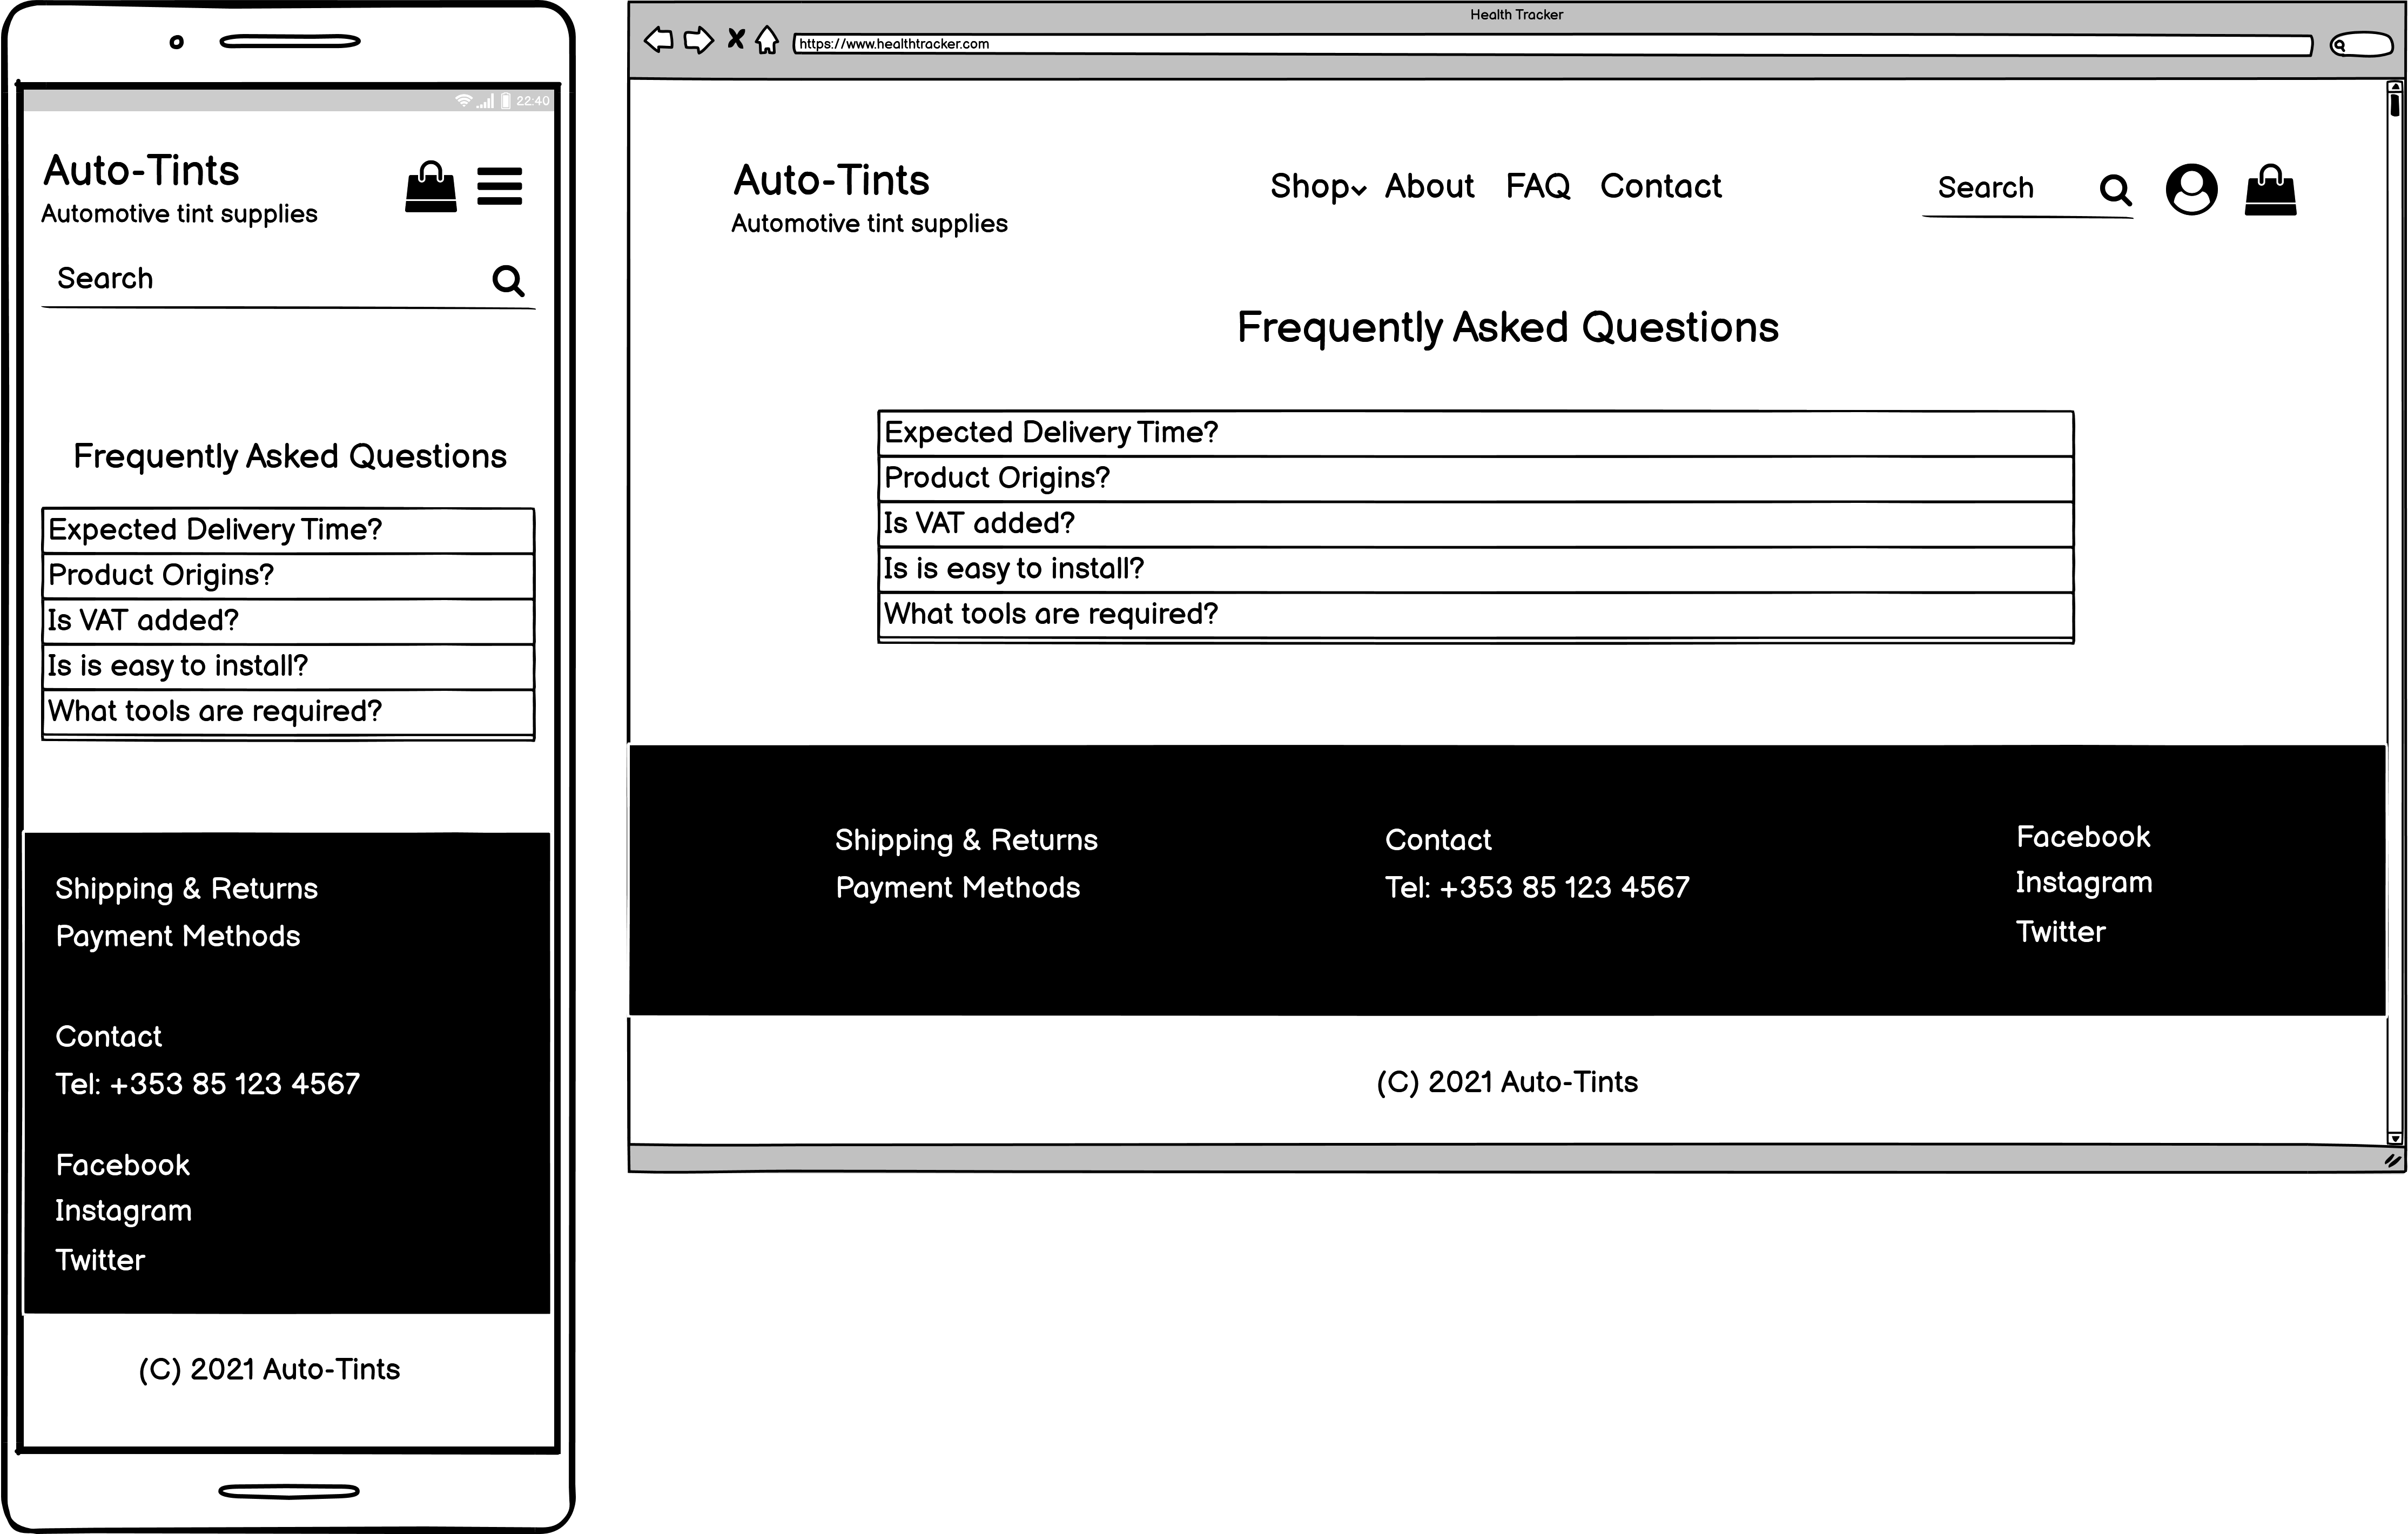 22:40
Auto-Tints
Automotive tint supplies
Search
Frequently Asked Questions
Expected Delivery Time?
Product Origins?
Is VAT added?
Is is easy to install?
What tools are required?
Shipping & Returns
Payment Methods
Contact
Tel: +353 85 123 4567
Facebook
Instagram
Twitter
(C) 2021 Auto-Tints
Health Tracker
https://www.healthtracker.com
Auto-Tints
Automotive tint supplies
Shop About FAQ Contact
Search
Frequently Asked Questions
Expected Delivery Time?
Product Origins?
Is VAT added?
Is is easy to install?
What tools are required?
Shipping & Returns
Payment Methods
Contact
Tel: +353 85 123 4567
Facebook
Instagram
Twitter
(C) 2021 Auto-Tints